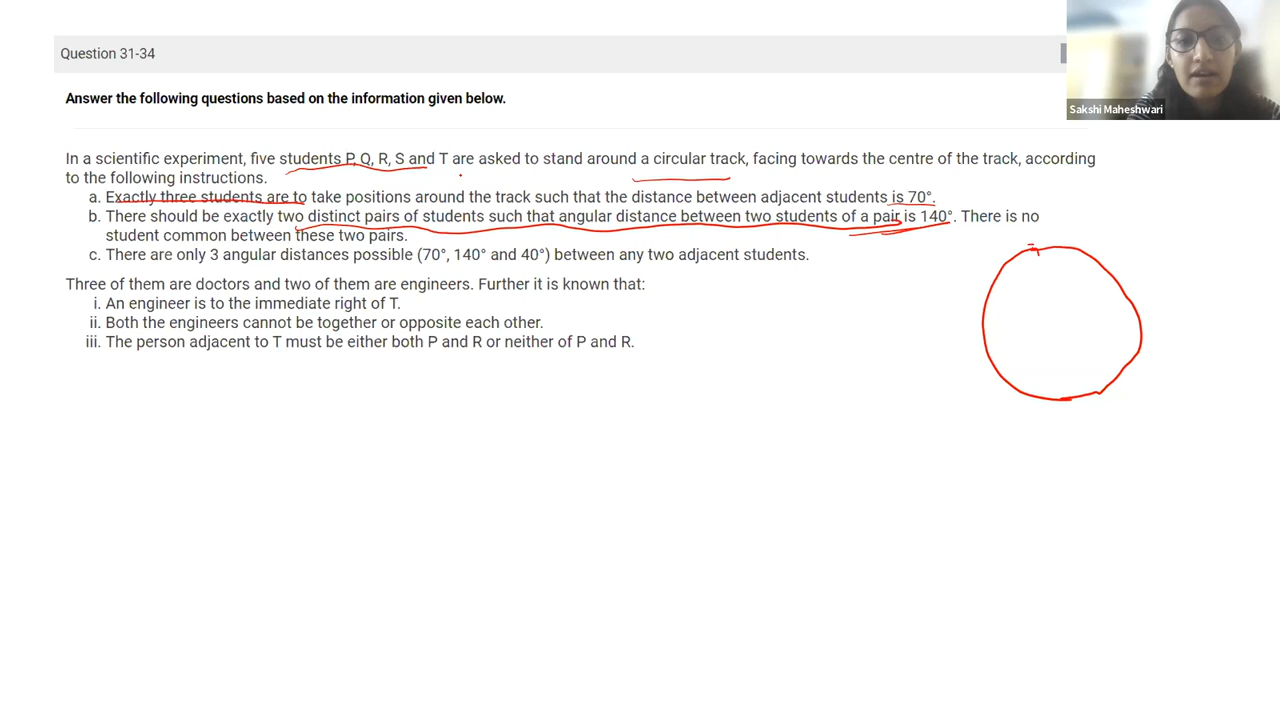 Question 31-34
Sakshi Maheshwari
Answer the following questions based on the information given below.
In a scientific experiment, five students P, Q, R, S and T are asked to stand around a circular track, facing towards the centre of the track, according
to the following instructions.
a. Exactly three students are to take positions around the track such that the distance between adjacent students is 70°.
b. There should be exactly two distinct pairs of students such that angular distance between two students of a pair is 140°. There is no
student common between these two pairs.
c. There are only 3 angular distances possible (70°, 140° and 40°) between any two adjacent students.
Three of them are doctors and two of them are engineers. Further it is known that:
i. An engineer is to the immediate right of T.
ii. Both the engineers cannot be together or opposite each other.
iii. The person adjacent to T must be either both P and R or neither of P and R.